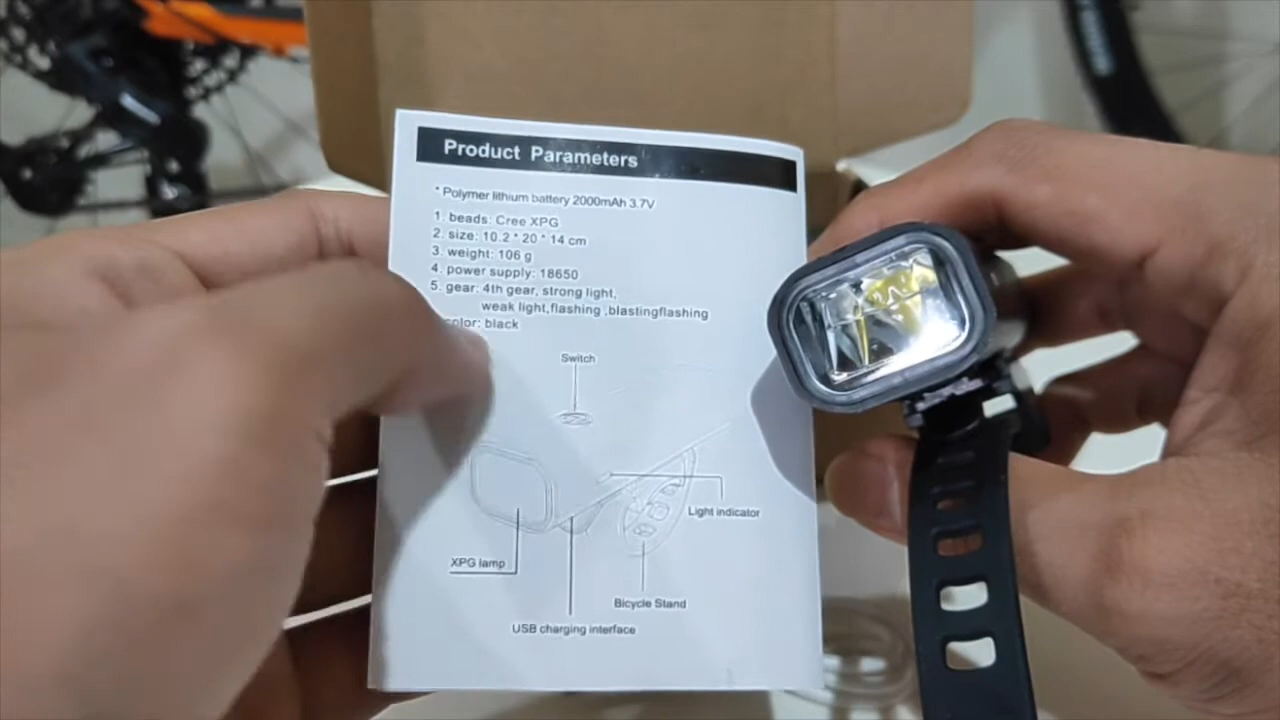 Product Parameters
* Polymer lithium battery 2000mAh 3.7V
1. beads: Cree XPG
2. size: 10.2 * 20 * 14 cm
3. weight: 106 g
4. power supply: 18650
5. gear: 4th gear, strong light,
weak light,flashing ,blastingflashing
color: black
Switch
Light indicator
XPG lamp
Bicycle Stand
USB charging interface